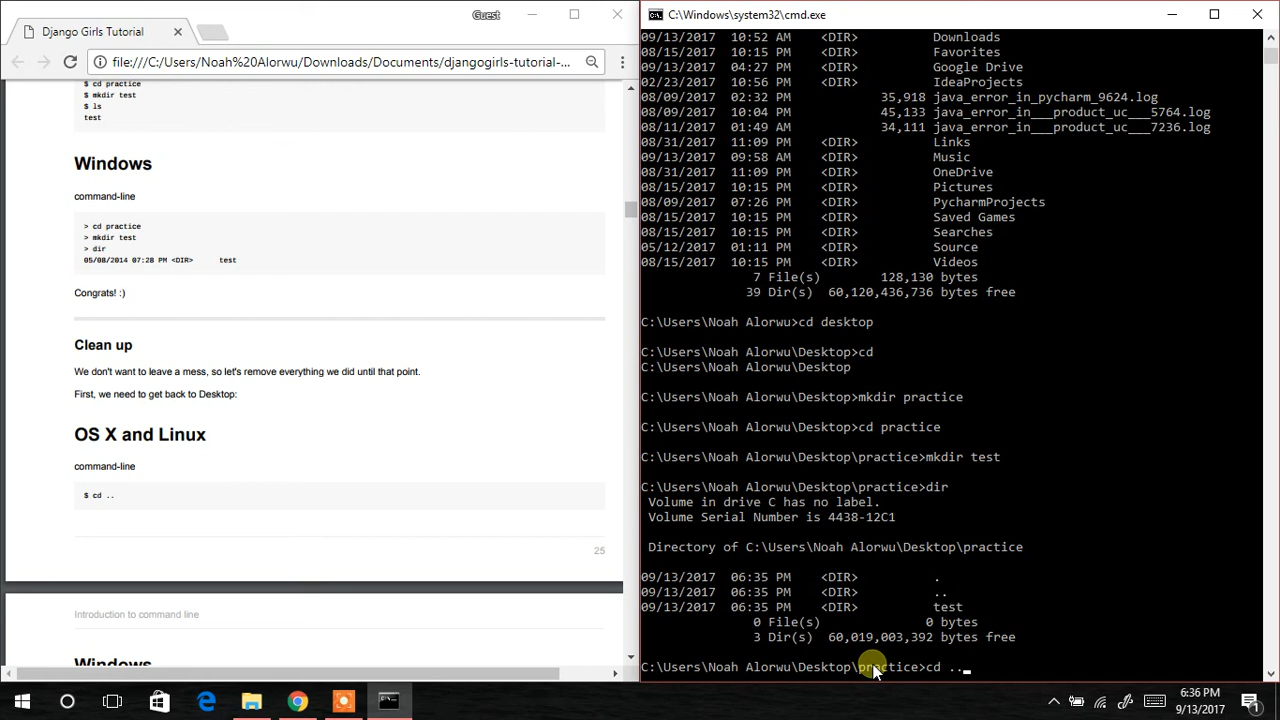 Django Girls Tutorial
Guest
file:///C:/Users/Noah%20Alorwu/Downloads/Documents/djangogirls-tutorial-...
$ cd practice
$ mkdir test
$ ls
test
Windows
command-line
> cd practice
> mkdir test
> dir
05/08/2014 07:28 PM <DIR> test
Congrats! :)
Clean up
We don't want to leave a mess, so let's remove everything we did until that point.
First, we need to get back to Desktop:
OS X and Linux
command-line
$ cd ..
25
Introduction to command line
Windows
C:\Windows\system32\cmd.exe
09/13/2017 10:52 AM <DIR> Downloads
08/15/2017 10:15 PM <DIR> Favorites
09/13/2017 04:27 PM <DIR> Google Drive
02/23/2017 10:56 PM <DIR> IdeaProjects
08/09/2017 02:32 PM 35,918 java_error_in_pycharm_9624.log
08/09/2017 10:04 PM 45,133 java_error_in___product_uc___5764.log
08/11/2017 01:49 AM 34,111 java_error_in___product_uc___7236.log
08/31/2017 11:09 PM <DIR> Links
09/13/2017 09:58 AM <DIR> Music
08/31/2017 11:09 PM <DIR> OneDrive
08/15/2017 10:15 PM <DIR> Pictures
08/09/2017 07:26 PM <DIR> PycharmProjects
08/15/2017 10:15 PM <DIR> Saved Games
08/15/2017 10:15 PM <DIR> Searches
05/12/2017 01:11 PM <DIR> Source
08/15/2017 10:15 PM <DIR> Videos
7 File(s) 128,130 bytes
39 Dir(s) 60,120,436,736 bytes free
C:\Users\Noah Alorwu>cd desktop
C:\Users\Noah Alorwu\Desktop>cd
C:\Users\Noah Alorwu\Desktop
C:\Users\Noah Alorwu\Desktop>mkdir practice
C:\Users\Noah Alorwu\Desktop>cd practice
C:\Users\Noah Alorwu\Desktop\practice>mkdir test
C:\Users\Noah Alorwu\Desktop\practice>dir
Volume in drive C has no label.
Volume Serial Number is 4438-12C1
Directory of C:\Users\Noah Alorwu\Desktop\practice
09/13/2017 06:35 PM <DIR> .
09/13/2017 06:35 PM <DIR> ..
09/13/2017 06:35 PM <DIR> test
0 File(s) 0 bytes
3 Dir(s) 60,019,003,392 bytes free
C:\Users\Noah Alorwu\Desktop\practice>cd ..
6:36 PM
9/13/2017
1